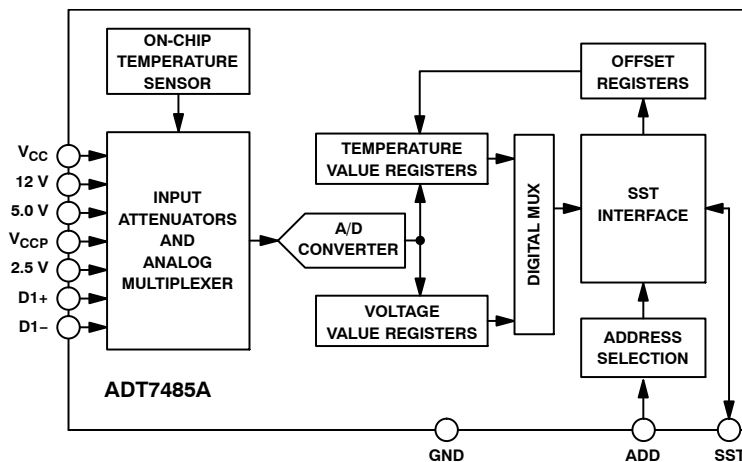 ON-CHIP
TEMPERATURE
SENSOR
OFFSET
REGISTERS
VCC
12 V
5.0 V
VCCP
2.5 V
D1+
D1−
INPUT
ATTENUATORS
AND
ANALOG
MULTIPLEXER
A/D
CONVERTER
TEMPERATURE
VALUE REGISTERS
VOLTAGE
VALUE REGISTERS
DIGITAL MUX
SST
INTERFACE
ADDRESS
SELECTION
ADT7485A
GND
ADD
SST